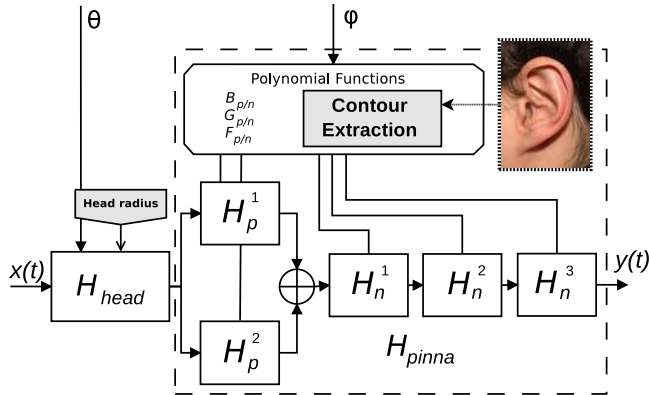 θ
φ
Polynomial Functions
B p/n
G p/n
F p/n
Contour
Extraction
Head radius
H p 1
x(t)
H head
H n 1
H n 2
H n 3
y(t)
H p 2
H pinna